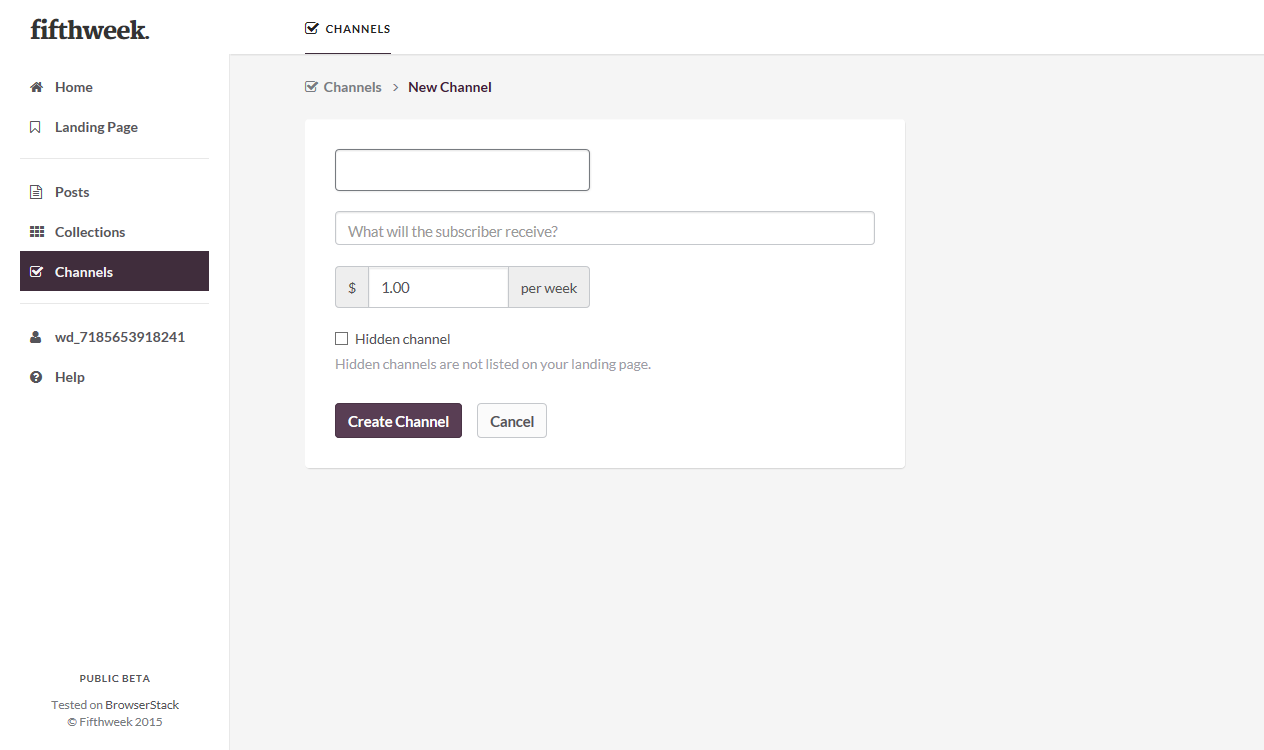 fifthweek.
CHANNELS
Home
Landing Page
Posts
Collections
Channels
wd_7185653918241
Help
PUBLIC BETA
Tested on BrowserStack
© Fifthweek 2015
Channels > New Channel
What will the subscriber receive?
$ 1.00 per week
Hidden channel
Hidden channels are not listed on your landing page.
Create Channel Cancel